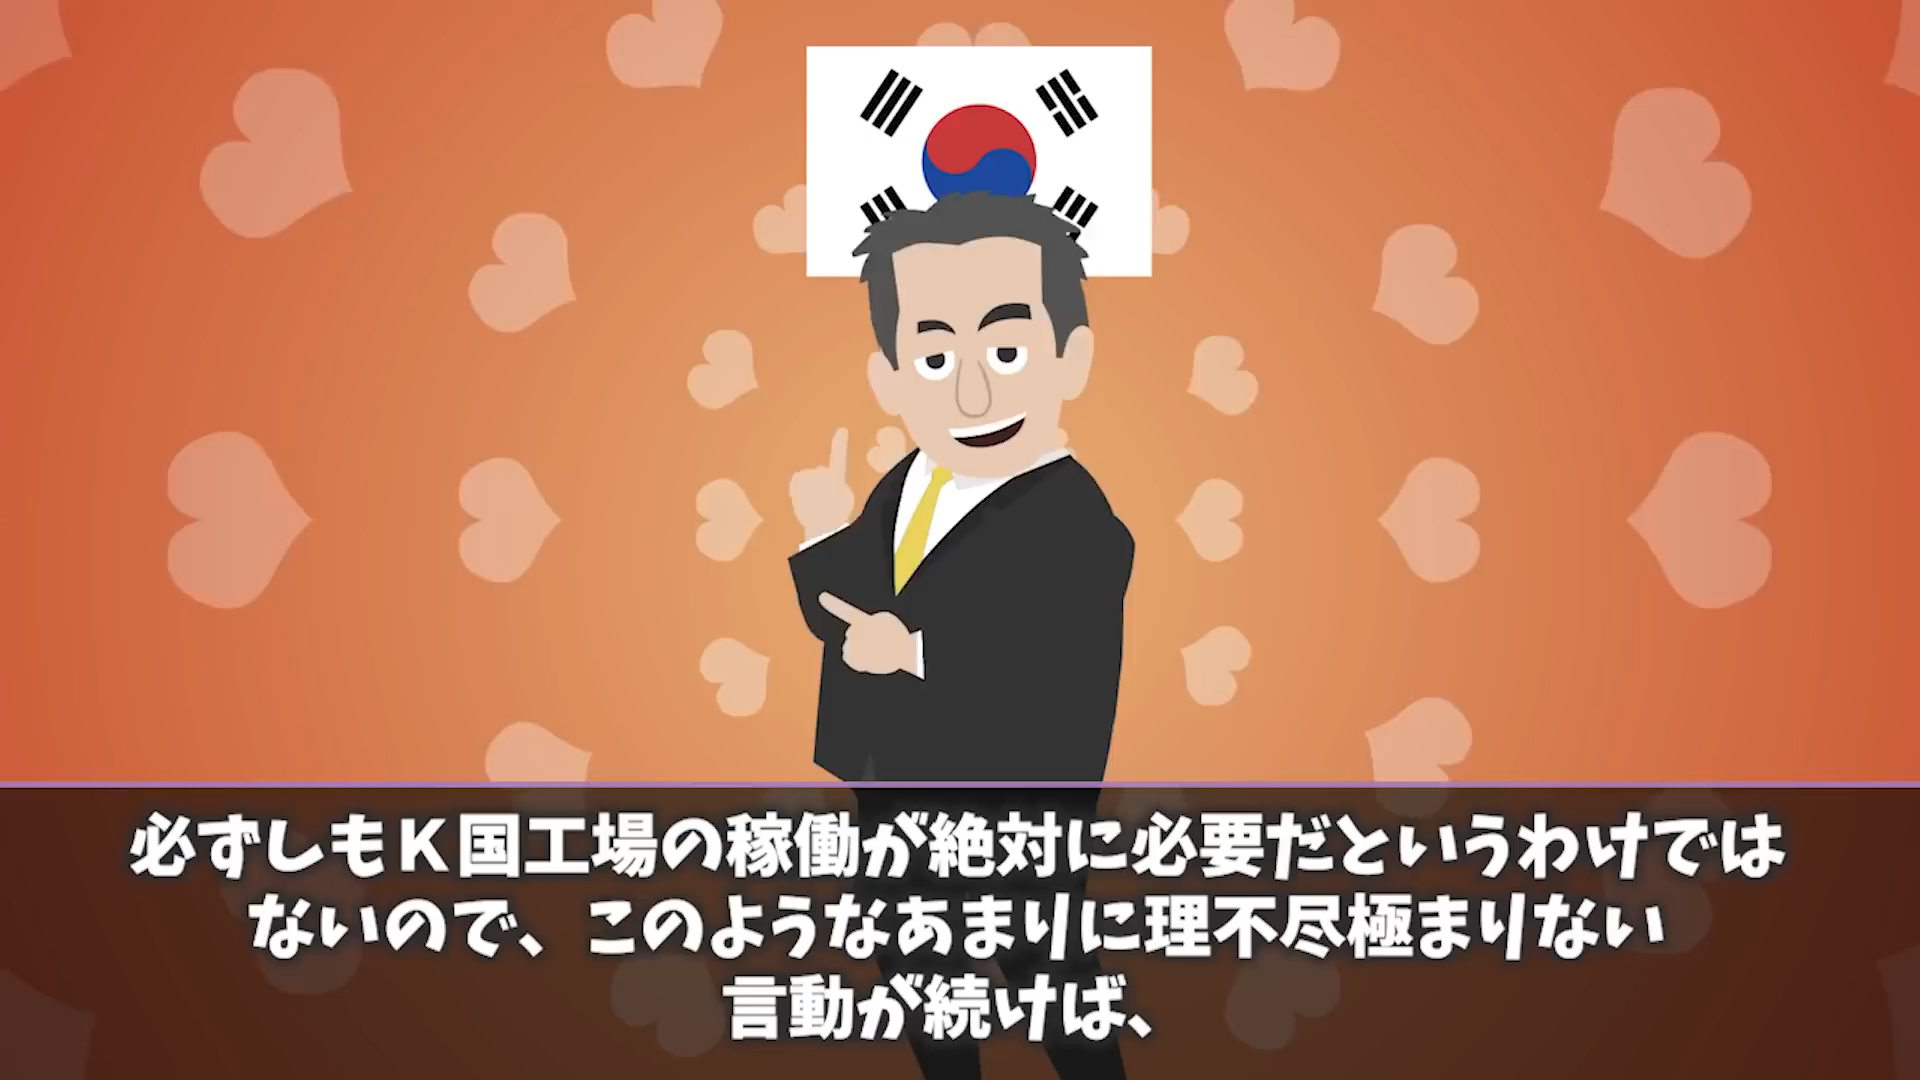 必ずしもK国工場の稼働が絶対に必要だというわけでは
ないので、このようなあまりに理不尽極まりない
言動が続けば、